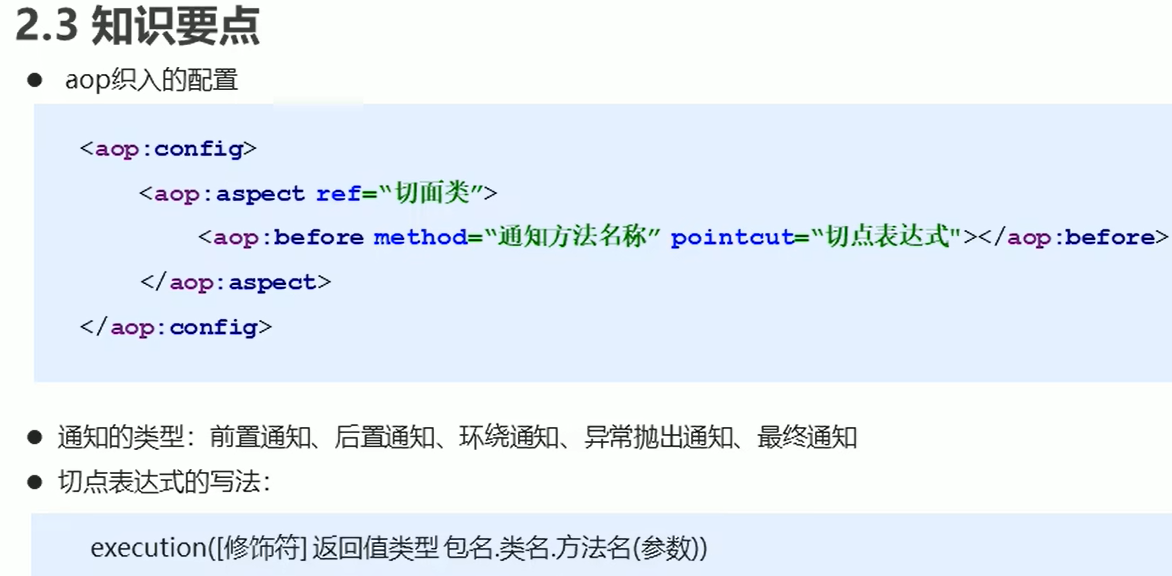 2.3 知识要点
● aop织入的配置
<aop:config>
<aop:aspect ref=“切面类”>
<aop:before method=“通知方法名称” pointcut=“切点表达式"></aop:before>
</aop:aspect>
</aop:config>
● 通知的类型：前置通知、后置通知、环绕通知、异常抛出通知、最终通知
● 切点表达式的写法：
execution([修饰符] 返回值类型 包名.类名.方法名(参数))